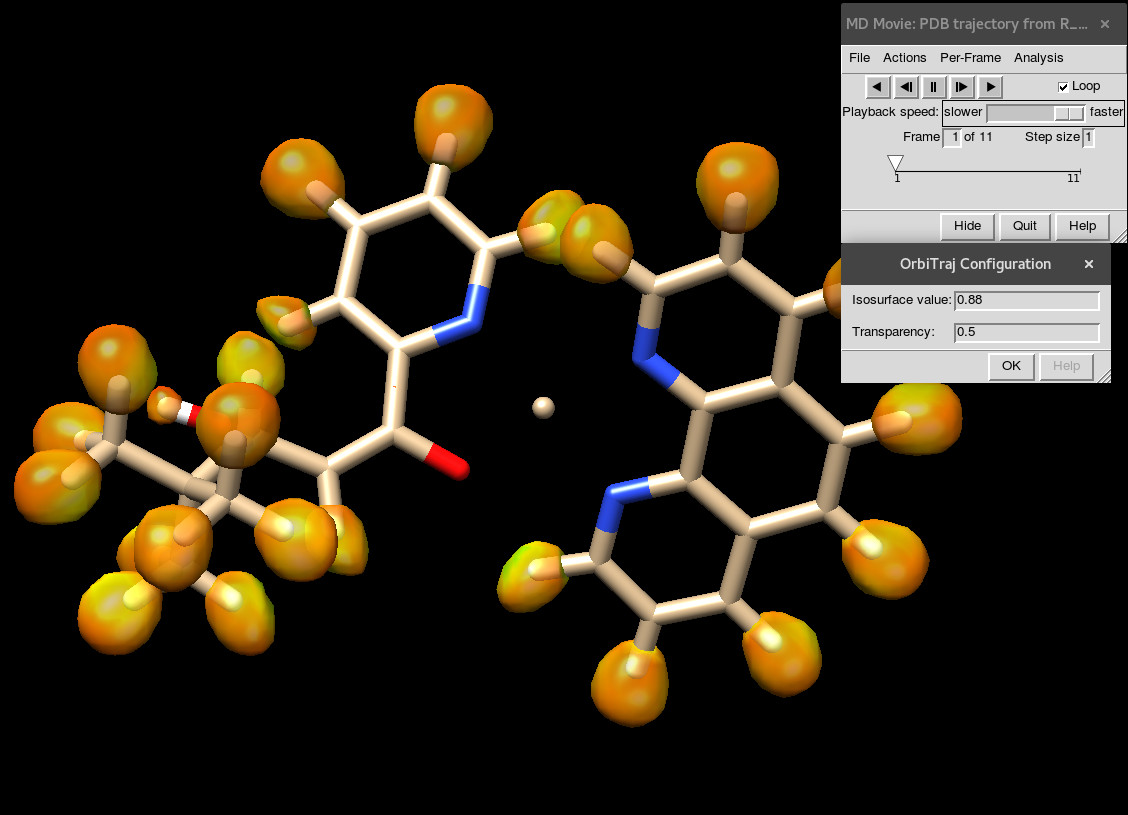 MD Movie: PDB trajectory from R_...
File Actions Per-Frame Analysis
Loop
Playback speed: slower faster
Frame 1 of 11 Step size 1
1 11
Hide Quit Help
OrbiTraj Configuration
Isosurface value: 0.88
Transparency: 0.5
OK Help